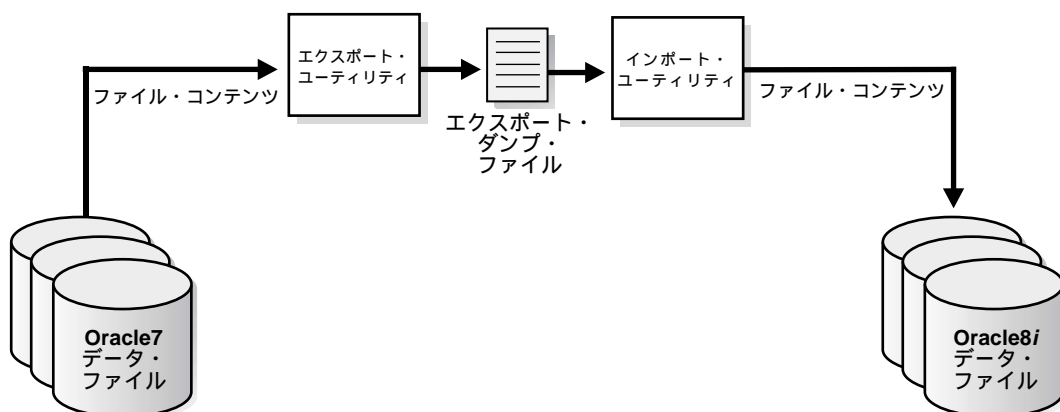 エクスポート・
ユーティリティ
インポート・
ユーティリティ
ファイル・コンテンツ
ファイル・コンテンツ
エクスポート・
ダンプ・
ファイル
Oracle7
データ・
ファイル
Oracle8i
データ・
ファイル